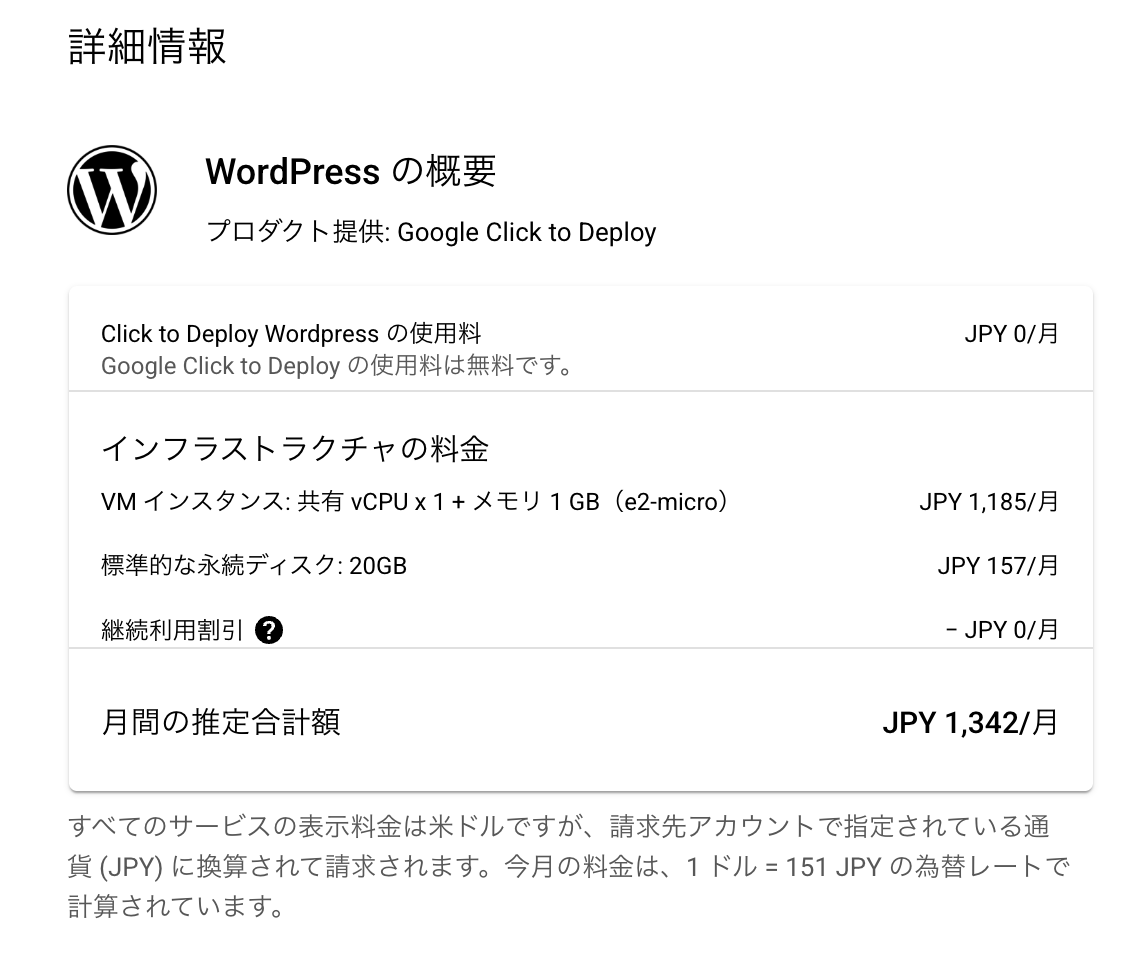 詳細情報
WordPress の概要
プロダクト提供: Google Click to Deploy
Click to Deploy Wordpress の使用料 JPY 0/月
Google Click to Deploy の使用料は無料です。
インフラストラクチャの料金
VM インスタンス: 共有 vCPU x 1 + メモリ 1 GB（e2-micro） JPY 1,185/月
標準的な永続ディスク: 20GB JPY 157/月
継続利用割引 ? − JPY 0/月
月間の推定合計額 JPY 1,342/月
すべてのサービスの表示料金は米ドルですが、請求先アカウントで指定されている通
貨 (JPY) に換算されて請求されます。今月の料金は、1 ドル = 151 JPY の為替レートで
計算されています。